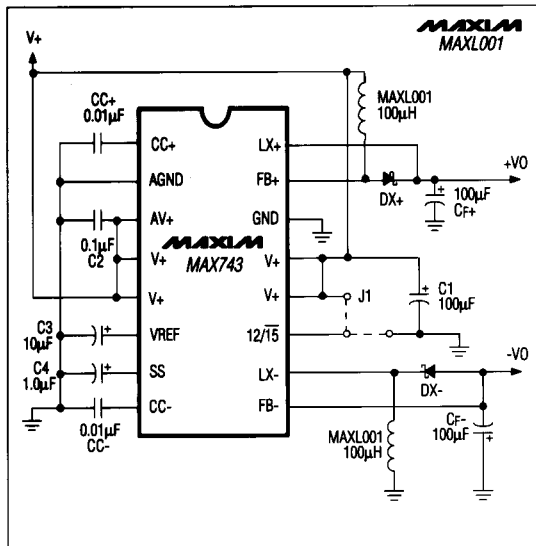 MAXIM
MAXL001
V+
CC+
0.01µF
MAXL001
100µH
CC+
LX+
AGND
FB+
DX+
+VO
100µF
CF+
+
AV+
GND
0.1µF
C2
MAXIM
MAX743
V+
V+
V+
V+
J1
+
C1
100µF
C3
10µF
+
VREF
12/15
C4
1.0µF
+
SS
LX-
DX-
-VO
CC-
FB-
0.01µF
CC-
MAXL001
100µH
CF-
100µF
+